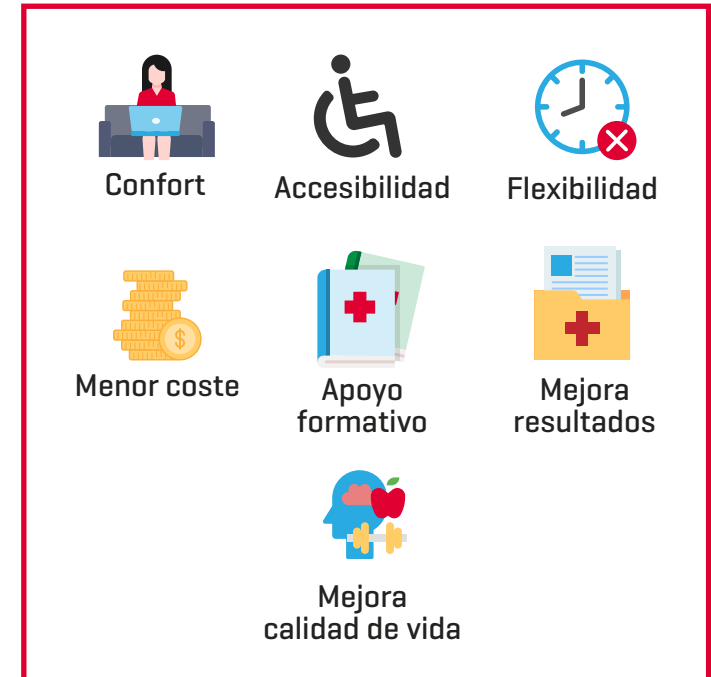 Confort
Accesibilidad
Flexibilidad
$
Menor coste
Apoyo
formativo
Mejora
resultados
Mejora
calidad de vida